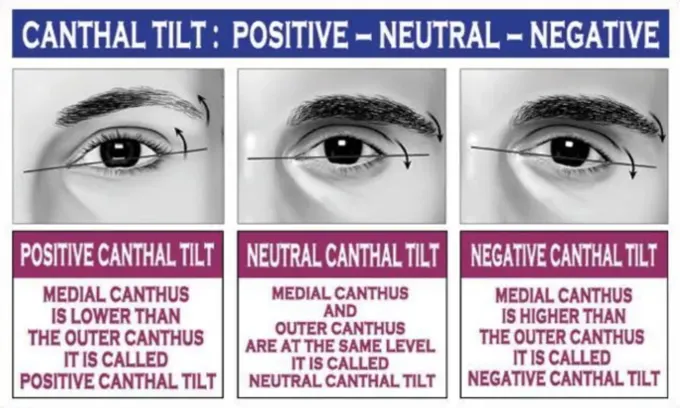 CANTHAL TILT : POSITIVE – NEUTRAL – NEGATIVE
POSITIVE CANTHAL TILT
MEDIAL CANTHUS
IS LOWER THAN
THE OUTER CANTHUS
IT IS CALLED
POSITIVE CANTHAL TILT
NEUTRAL CANTHAL TILT
MEDIAL CANTHUS
AND
OUTER CANTHUS
ARE AT THE SAME LEVEL
IT IS CALLED
NEUTRAL CANTHAL TILT
NEGATIVE CANTHAL TILT
MEDIAL CANTHUS
IS HIGHER THAN
THE OUTER CANTHUS
IT IS CALLED
NEGATIVE CANTHAL TILT